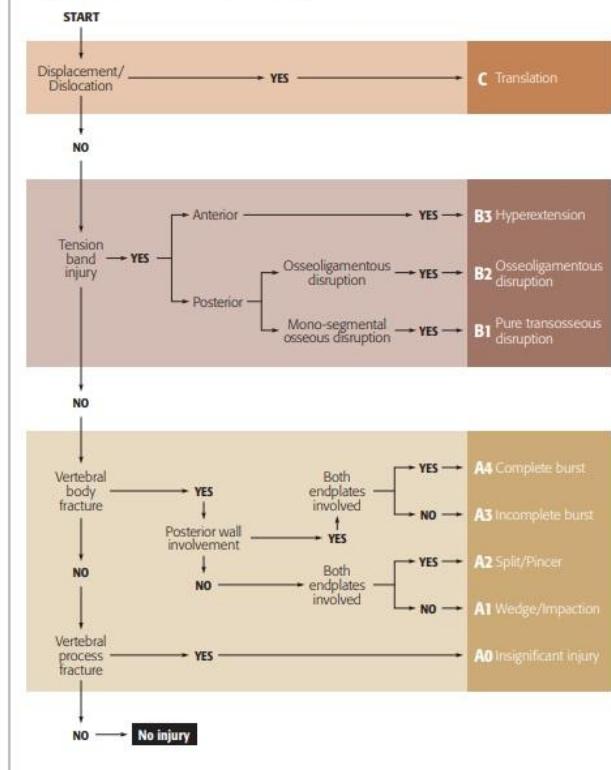 START
Displacement/
Dislocation
YES
C Translation
NO
Tension
band
injury
YES
Anterior
YES
B3 Hyperextension
Posterior
Osseoligamentous
disruption
YES
B2 Osseoligamentous
disruption
Mono-segmental
osseous disruption
YES
B1 Pure transosseous
disruption
NO
Vertebral
body
fracture
YES
Posterior wall
involvement
YES
Both
endplates
involved
YES
A4 Complete burst
NO
A3 Incomplete burst
NO
Both
endplates
involved
YES
A2 Split/Pincer
NO
A1 Wedge/Impaction
NO
Vertebral
process
fracture
YES
A0 Insignificant injury
NO
No injury